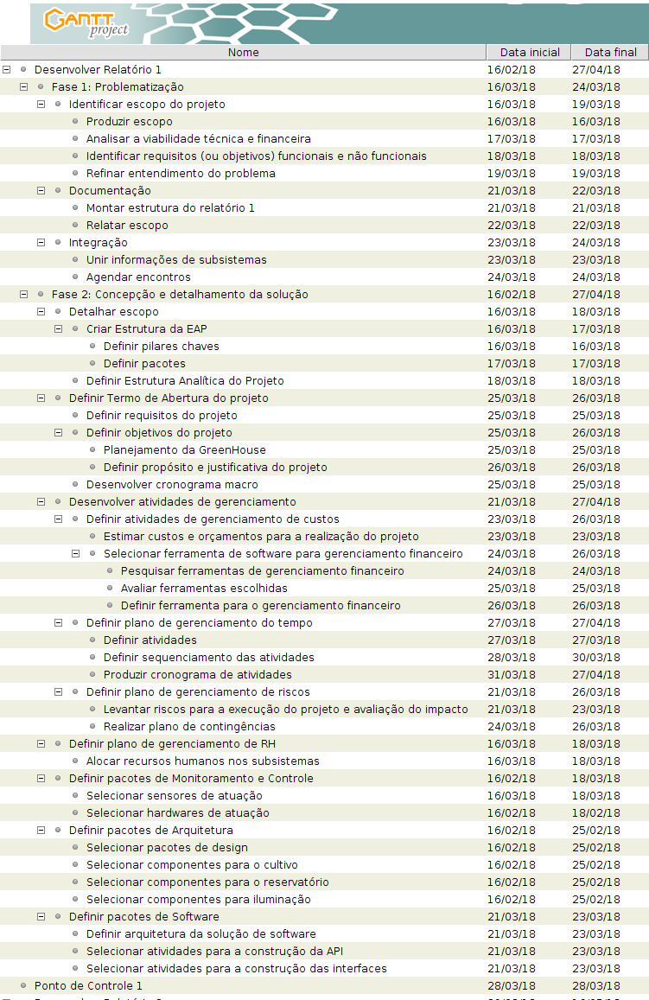 GANTT
project
Nome Data inicial Data final
Desenvolver Relatório 1 16/02/18 27/04/18
Fase 1: Problematização 16/03/18 24/03/18
Identificar escopo do projeto 16/03/18 19/03/18
Produzir escopo 16/03/18 16/03/18
Analisar a viabilidade técnica e financeira 17/03/18 17/03/18
Identificar requisitos (ou objetivos) funcionais e não funcionais 18/03/18 18/03/18
Refinar entendimento do problema 19/03/18 19/03/18
Documentação 21/03/18 22/03/18
Montar estrutura do relatório 1 21/03/18 21/03/18
Relatar escopo 22/03/18 22/03/18
Integração 23/03/18 24/03/18
Unir informações de subsistemas 23/03/18 23/03/18
Agendar encontros 24/03/18 24/03/18
Fase 2: Concepção e detalhamento da solução 16/02/18 27/04/18
Detalhar escopo 16/03/18 18/03/18
Criar Estrutura da EAP 16/03/18 17/03/18
Definir pilares chaves 16/03/18 16/03/18
Definir pacotes 17/03/18 17/03/18
Definir Estrutura Analítica do Projeto 18/03/18 18/03/18
Definir Termo de Abertura do projeto 25/03/18 26/03/18
Definir requisitos do projeto 25/03/18 25/03/18
Definir objetivos do projeto 25/03/18 26/03/18
Planejamento da GreenHouse 25/03/18 25/03/18
Definir propósito e justificativa do projeto 26/03/18 26/03/18
Desenvolver cronograma macro 25/03/18 25/03/18
Desenvolver atividades de gerenciamento 21/03/18 27/04/18
Definir atividades de gerenciamento de custos 23/03/18 26/03/18
Estimar custos e orçamentos para a realização do projeto 23/03/18 23/03/18
Selecionar ferramenta de software para gerenciamento financeiro 24/03/18 26/03/18
Pesquisar ferramentas de gerenciamento financeiro 24/03/18 24/03/18
Avaliar ferramentas escolhidas 25/03/18 25/03/18
Definir ferramenta para o gerenciamento financeiro 26/03/18 26/03/18
Definir plano de gerenciamento do tempo 27/03/18 27/04/18
Definir atividades 27/03/18 27/03/18
Definir sequenciamento das atividades 28/03/18 30/03/18
Produzir cronograma de atividades 31/03/18 27/04/18
Definir plano de gerenciamento de riscos 21/03/18 26/03/18
Levantar riscos para a execução do projeto e avaliação do impacto 21/03/18 23/03/18
Realizar plano de contingências 24/03/18 26/03/18
Definir plano de gerenciamento de RH 16/03/18 18/03/18
Alocar recursos humanos nos subsistemas 16/03/18 18/03/18
Definir pacotes de Monitoramento e Controle 16/02/18 18/03/18
Selecionar sensores de atuação 16/03/18 18/03/18
Selecionar hardwares de atuação 16/02/18 18/02/18
Definir pacotes de Arquitetura 16/02/18 25/02/18
Selecionar pacotes de design 16/02/18 25/02/18
Selecionar componentes para o cultivo 16/02/18 25/02/18
Selecionar componentes para o reservatório 16/02/18 25/02/18
Selecionar componentes para iluminação 16/02/18 25/02/18
Definir pacotes de Software 21/03/18 23/03/18
Definir arquitetura da solução de software 21/03/18 23/03/18
Selecionar atividades para a construção da API 21/03/18 23/03/18
Selecionar atividades para a construção das interfaces 21/03/18 23/03/18
Ponto de Controle 1 28/03/18 28/03/18